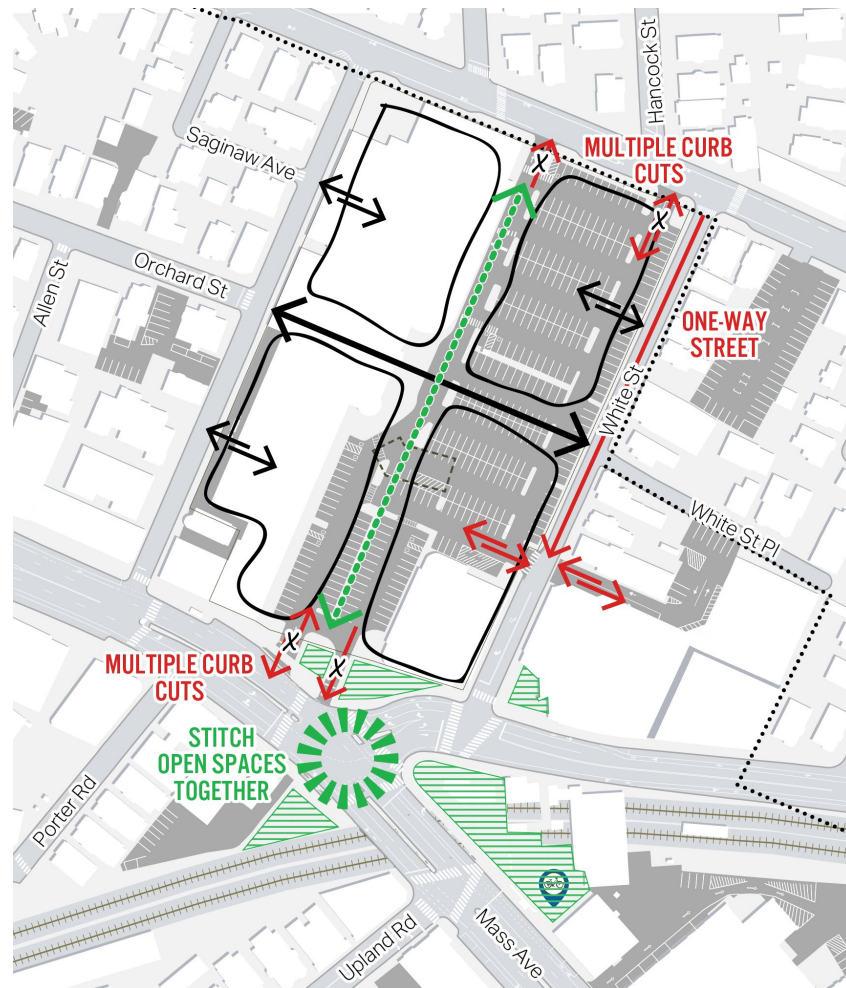 Hancock St
MULTIPLE CURB
CUTS
X
X
Saginaw Ave
Orchard St
Allen St
ONE-WAY
STREET
White St
White St Pl
X
X
MULTIPLE CURB
CUTS
STITCH
OPEN SPACES
TOGETHER
Porter Rd
Upland Rd
Mass Ave